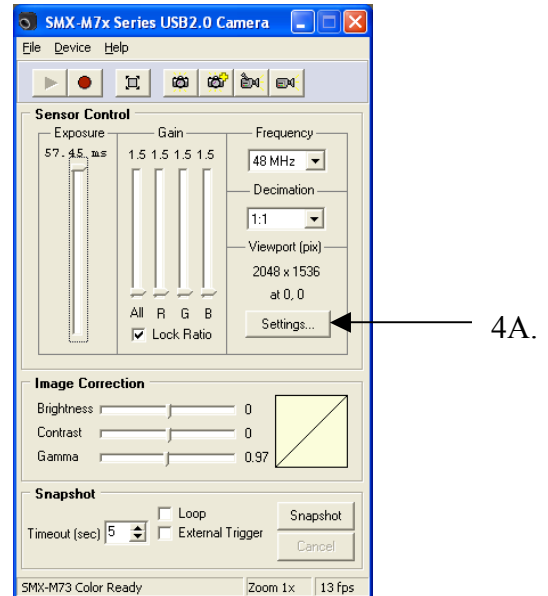 SMX-M7x Series USB2.0 Camera
File Device Help
Sensor Control
Exposure Gain Frequency
57.45 ms 1.5 1.5 1.5 1.5
48 MHz
Decimation
1:1
Viewport (pix)
2048 x 1536
at 0, 0
All R G B
Settings...
4A.
Lock Ratio
Image Correction
Brightness 0
Contrast 0
Gamma 0.97
Snapshot
Loop
Snapshot
Timeout (sec) 5
External Trigger
Cancel
SMX-M73 Color Ready Zoom 1x 13 fps